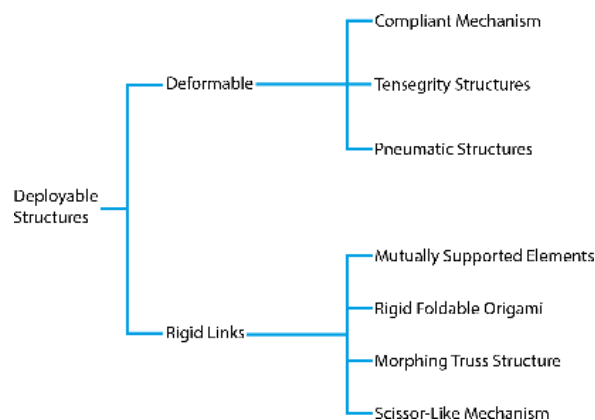 Compliant Mechanism
Deformable
Tensegrity Structures
Pneumatic Structures
Deployable
Structures
Mutually Supported Elements
Rigid Foldable Origami
Rigid Links
Morphing Truss Structure
Scissor-Like Mechanism